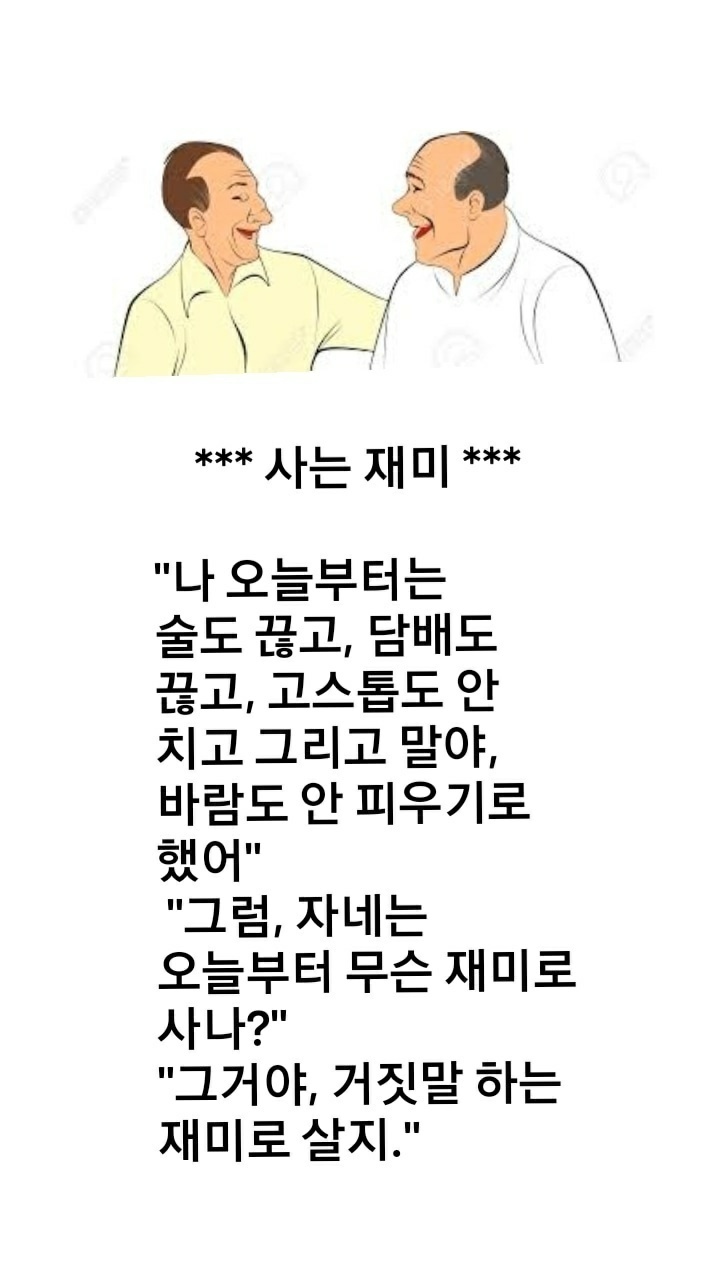 *** 사는 재미 ***
"나 오늘부터는
술도 끊고, 담배도
끊고, 고스톱도 안
치고 그리고 말야,
바람도 안 피우기로
했어"
"그럼, 자네는
오늘부터 무슨 재미로
사나?"
"그거야, 거짓말 하는
재미로 살지."